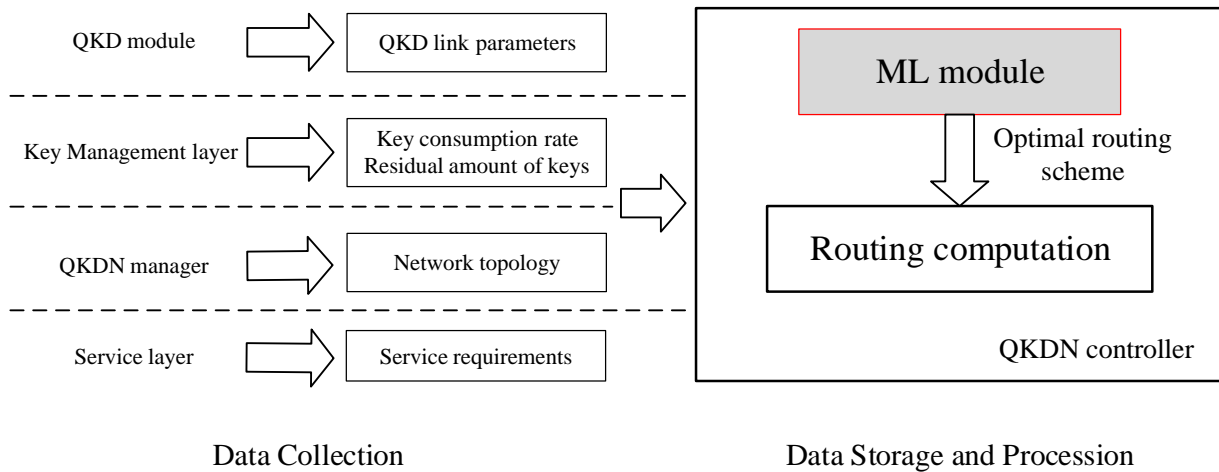 QKD module
QKD link parameters
Key Management layer
Key consumption rate
Residual amount of keys
QKDN manager
Network topology
Service layer
Service requirements
Data Collection
ML module
Optimal routing
scheme
Routing computation
QKDN controller
Data Storage and Procession